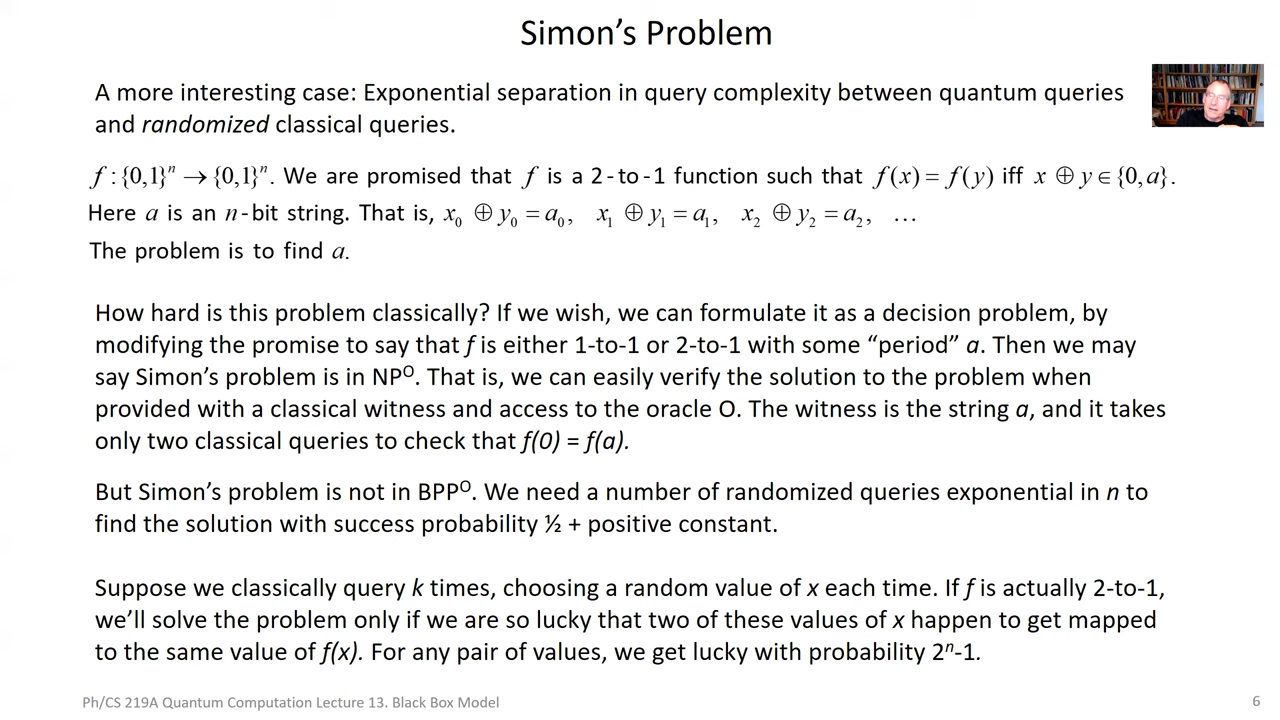 Simon's Problem
A more interesting case: Exponential separation in query complexity between quantum queries
and randomized classical queries.
f : {0,1}ⁿ → {0,1}ⁿ. We are promised that f is a 2-to-1 function such that f(x) = f(y) iff x ⊕ y ∈ {0,a}.
Here a is an n-bit string. That is, x₀ ⊕ y₀ = a₀, x₁ ⊕ y₁ = a₁, x₂ ⊕ y₂ = a₂, …
The problem is to find a.
How hard is this problem classically? If we wish, we can formulate it as a decision problem, by
modifying the promise to say that f is either 1-to-1 or 2-to-1 with some “period” a. Then we may
say Simon’s problem is in NPᴼ. That is, we can easily verify the solution to the problem when
provided with a classical witness and access to the oracle O. The witness is the string a, and it takes
only two classical queries to check that f(0) = f(a).
But Simon’s problem is not in BPPᴼ. We need a number of randomized queries exponential in n to
find the solution with success probability ½ + positive constant.
Suppose we classically query k times, choosing a random value of x each time. If f is actually 2-to-1,
we’ll solve the problem only if we are so lucky that two of these values of x happen to get mapped
to the same value of f(x). For any pair of values, we get lucky with probability 2ⁿ-1.
Ph/CS 219A Quantum Computation Lecture 13. Black Box Model
6